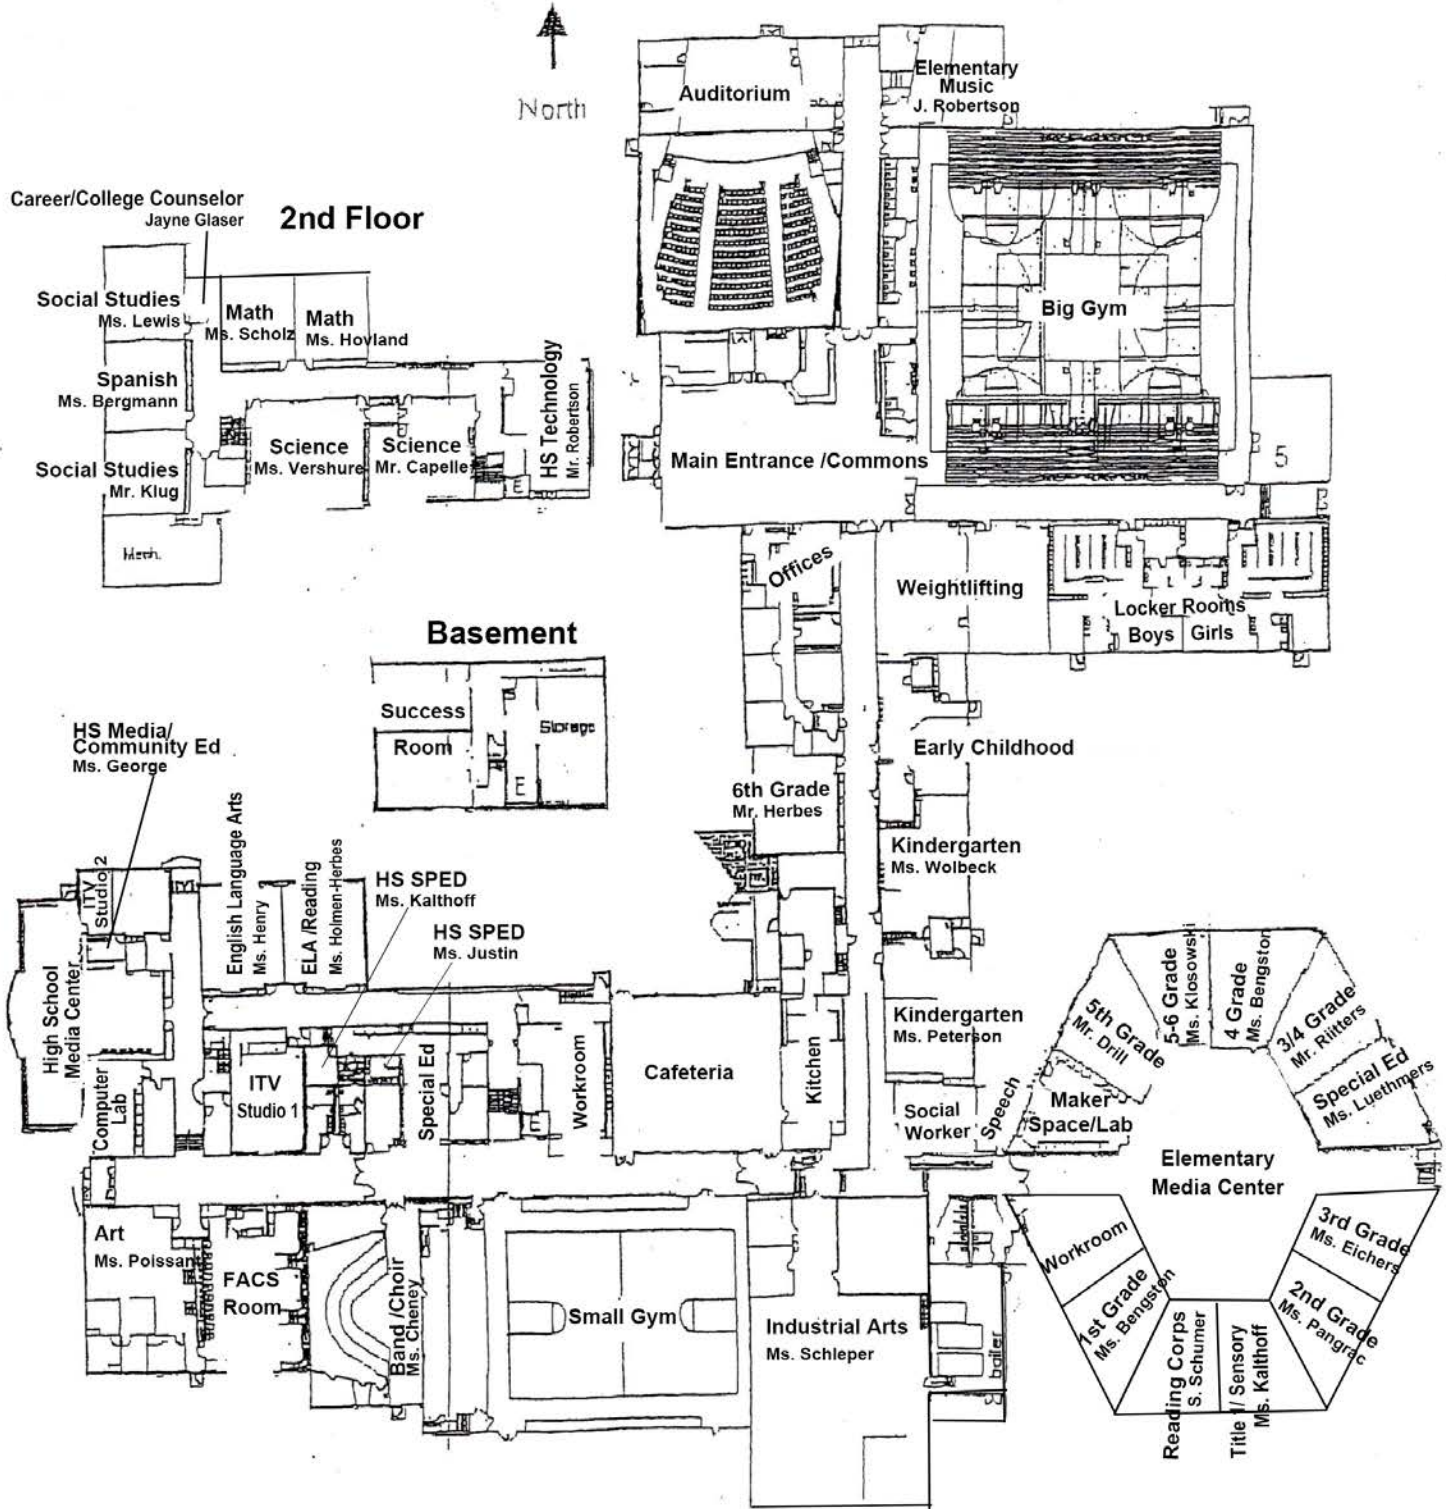 North
Auditorium
Elementary
Music
J. Robertson
Career/College Counselor
Jayne Glaser
2nd Floor
Social Studies
Ms. Lewis
Math
Ms. Scholz
Math
Ms. Hovland
Spanish
Ms. Bergmann
Social Studies
Mr. Klug
Mech.
Science
Ms. Vershure
Science
Mr. Capelle
E
HS Technology
Mr. Robertson
Big Gym
Main Entrance /Commons
5
Offices
Weightlifting
Locker Rooms
Boys
Girls
Basement
Success
Room
Storage
E
Early Childhood
6th Grade
Mr. Herbes
Kindergarten
Ms. Wolbeck
HS Media/
Community Ed
Ms. George
ITV
Studio 2
English Language Arts
Ms. Henry
ELA /Reading
Ms. Holmen-Herbes
HS SPED
Ms. Kalthoff
HS SPED
Ms. Justin
High School
Media Center
Computer
Lab
ITV
Studio 1
Special Ed
E
Workroom
Cafeteria
Kitchen
Kindergarten
Ms. Peterson
Social
Worker
Speech
Maker
Space/Lab
5th Grade
Mr. Drill
5-6 Grade
Ms. Klosowski
4 Grade
Ms. Bengston
3/4 Grade
Mr. Riitters
Special Ed
Ms. Luethmers
Elementary
Media Center
Art
Ms. Poissant
FACS
Room
Band /Choir
Ms. Cheney
Small Gym
Industrial Arts
Ms. Schleper
boiler
Workroom
1st Grade
Ms. Bengston
Reading Corps
S. Schurner
Title 1/ Sensory
Ms. Kalthoff
2nd Grade
Ms. Pangrac
3rd Grade
Ms. Eichers